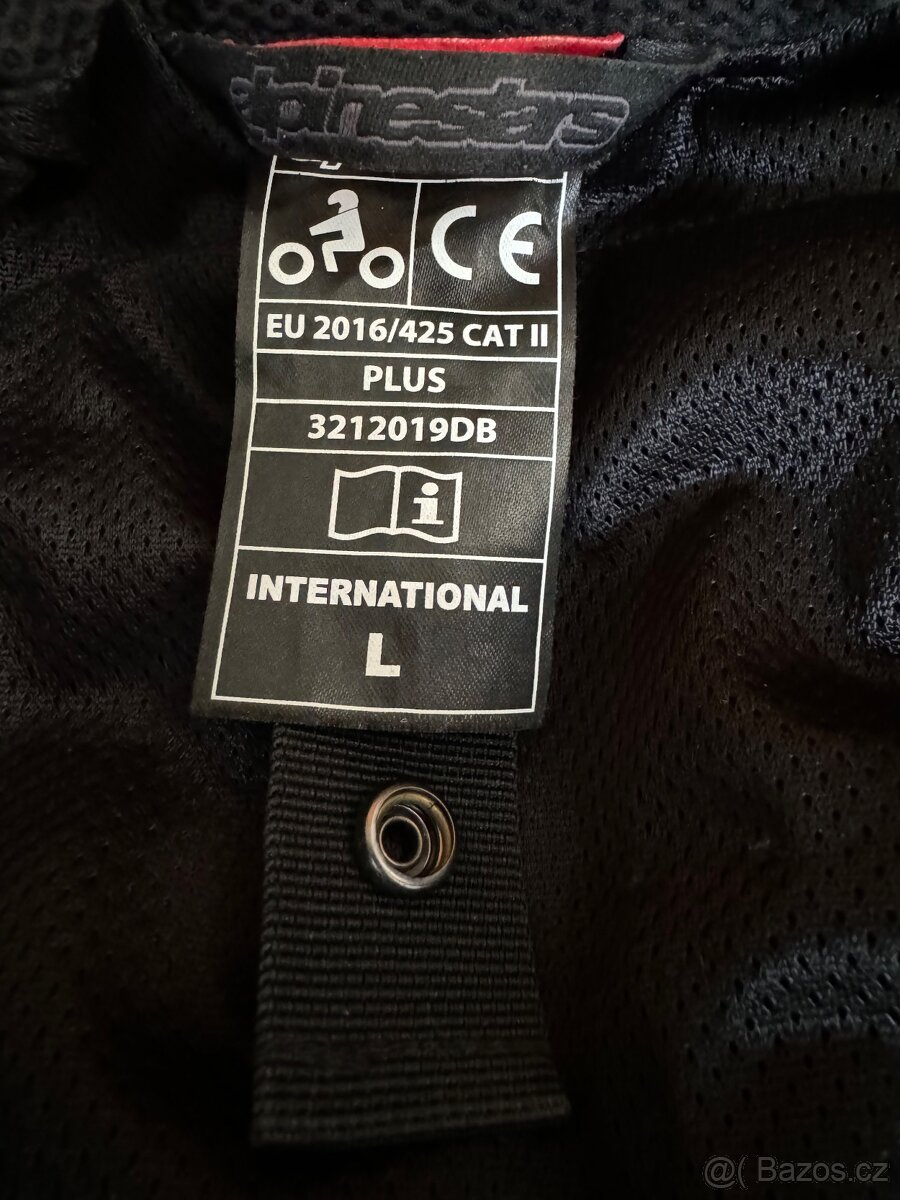 alpinestars
CE
EU 2016/425 CAT II
PLUS
3212019DB
i
INTERNATIONAL
L
@( Bazos.cz